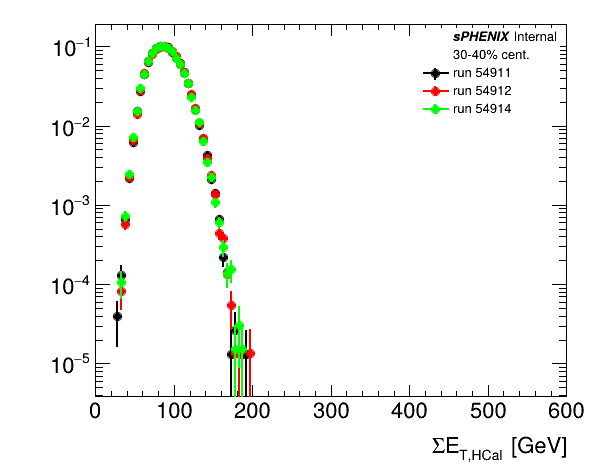 sPHENIX Internal
30-40% cent.
run 54911
run 54912
run 54914
10⁻¹
10⁻²
10⁻³
10⁻⁴
10⁻⁵
0 100 200 300 400 500 600
ΣE_T,HCal [GeV]